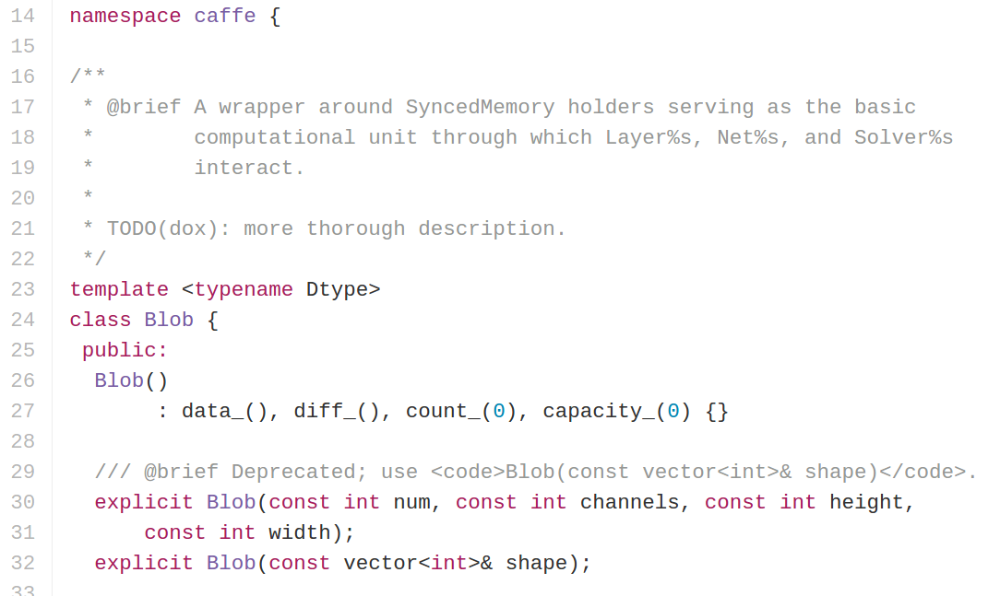 14 namespace caffe {
15
16 /**
17  * @brief A wrapper around SyncedMemory holders serving as the basic
18  *        computational unit through which Layer%s, Net%s, and Solver%s
19  *        interact.
20  *
21  * TODO(dox): more thorough description.
22  */
23 template <typename Dtype>
24 class Blob {
25  public:
26   Blob()
27        : data_(), diff_(), count_(0), capacity_(0) {}
28
29   /// @brief Deprecated; use <code>Blob(const vector<int>& shape)</code>.
30   explicit Blob(const int num, const int channels, const int height,
31       const int width);
32   explicit Blob(const vector<int>& shape);
33